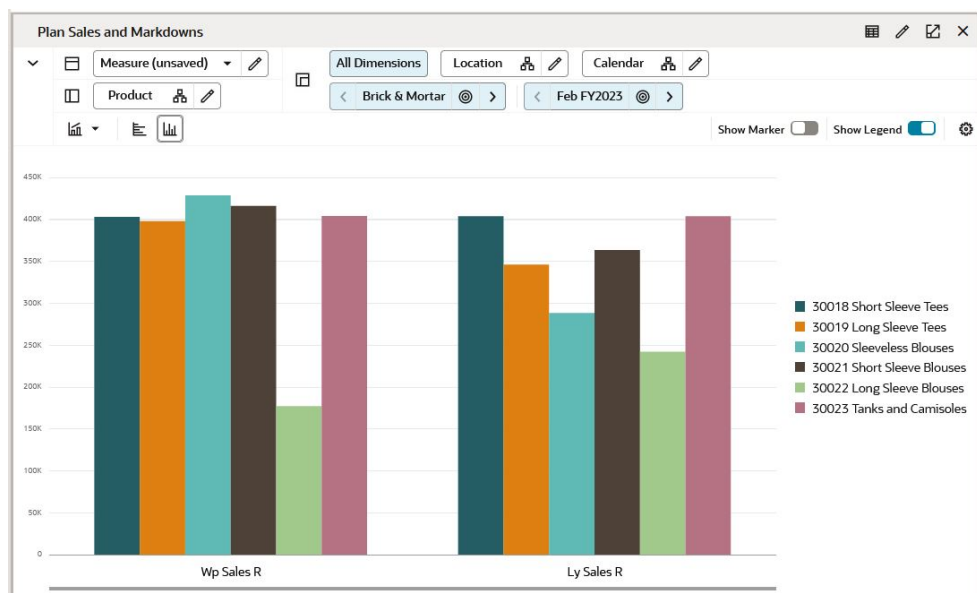 Plan Sales and Markdowns
Measure (unsaved)
All Dimensions Location Calendar
Product
Brick & Mortar Feb FY2023
Show Marker Show Legend
450K
400K
350K
300K
250K
200K
150K
100K
50K
0
Wp Sales R Ly Sales R
30018 Short Sleeve Tees
30019 Long Sleeve Tees
30020 Sleeveless Blouses
30021 Short Sleeve Blouses
30022 Long Sleeve Blouses
30023 Tanks and Camisoles